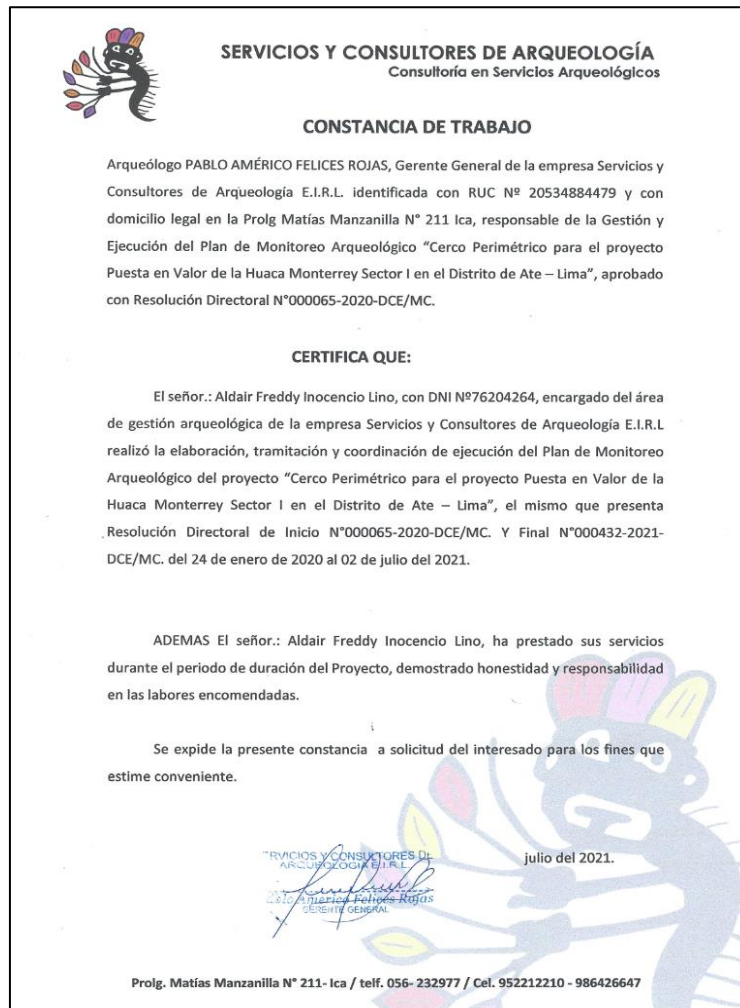 SERVICIOS Y CONSULTORES DE ARQUEOLOGÍA
Consultoría en Servicios Arqueológicos
CONSTANCIA DE TRABAJO
Arqueólogo PABLO AMÉRICO FELICES ROJAS, Gerente General de la empresa Servicios y
Consultores de Arqueología E.I.R.L. identificada con RUC Nº 20534884479 y con
domicilio legal en la Prolg Matías Manzanilla N° 211 Ica, responsable de la Gestión y
Ejecución del Plan de Monitoreo Arqueológico “Cerco Perimétrico para el proyecto
Puesta en Valor de la Huaca Monterrey Sector I en el Distrito de Ate – Lima”, aprobado
con Resolución Directoral N°000065-2020-DCE/MC.
CERTIFICA QUE:
El señor.: Aldair Freddy Inocencio Lino, con DNI Nº76204264, encargado del área
de gestión arqueológica de la empresa Servicios y Consultores de Arqueología E.I.R.L
realizó la elaboración, tramitación y coordinación de ejecución del Plan de Monitoreo
Arqueológico del proyecto “Cerco Perimétrico para el proyecto Puesta en Valor de la
Huaca Monterrey Sector I en el Distrito de Ate – Lima”, el mismo que presenta
Resolución Directoral de Inicio N°000065-2020-DCE/MC. Y Final N°000432-2021-
DCE/MC. del 24 de enero de 2020 al 02 de julio del 2021.
ADEMAS El señor.: Aldair Freddy Inocencio Lino, ha prestado sus servicios
durante el periodo de duración del Proyecto, demostrado honestidad y responsabilidad
en las labores encomendadas.
Se expide la presente constancia a solicitud del interesado para los fines que
estime conveniente.
julio del 2021.
RVICIOS Y CONSULTORES DE
ARQUEOLOGIA E.I.R.L
Americo Felices Rojas
GERENTE GENERAL
Prolg. Matías Manzanilla N° 211- Ica / telf. 056- 232977 / Cel. 952212210 - 986426647